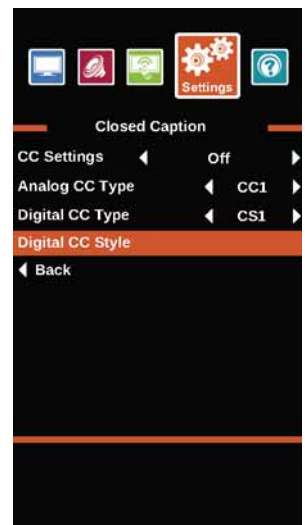 Settings
Closed Caption
CC Settings Off
Analog CC Type CC1
Digital CC Type CS1
Digital CC Style
Back